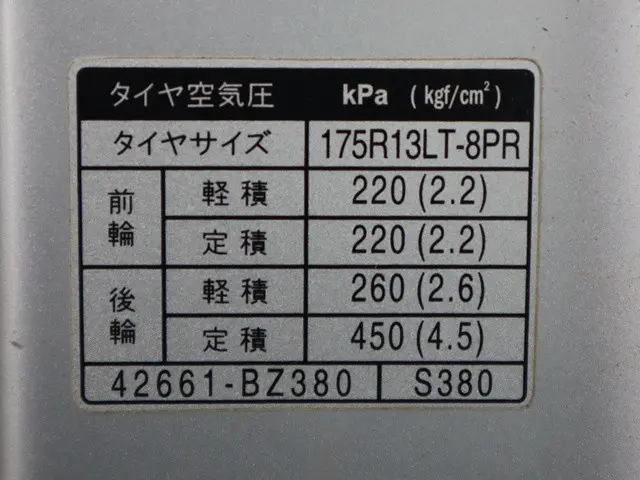 タイヤ空気圧 kPa (kgf/cm²)
タイヤサイズ 175R13LT-8PR
前輪 軽積 220 (2.2)
定積 220 (2.2)
後輪 軽積 260 (2.6)
定積 450 (4.5)
42661-BZ380 S380